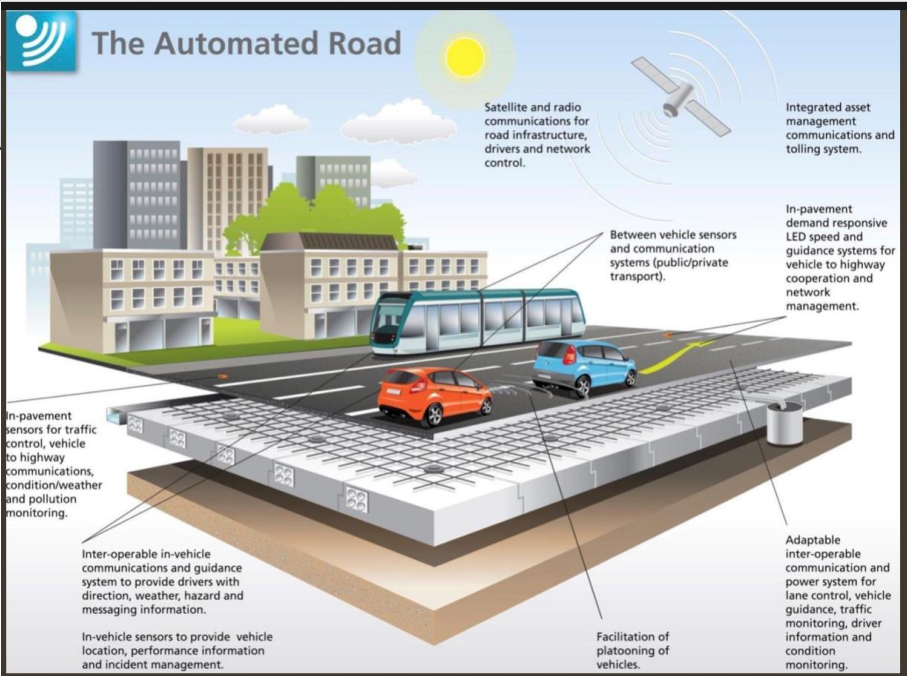 The Automated Road
Satellite and radio
communications for
road infrastructure,
drivers and network
control.
Integrated asset
management
communications and
tolling system.
In-pavement
demand responsive
LED speed and
guidance systems for
vehicle to highway
cooperation and
network
management.
Between vehicle sensors
and communication
systems (public/private
transport).
In-pavement
sensors for traffic
control, vehicle
to highway
communications,
condition/weather
and pollution
monitoring.
Inter-operable in-vehicle
communications and guidance
system to provide drivers with
direction, weather, hazard and
messaging information.
In-vehicle sensors to provide vehicle
location, performance information
and incident management.
Facilitation of
platooning of
vehicles.
Adaptable
inter-operable
communication and
power system for
lane control, vehicle
guidance, traffic
monitoring, driver
information and
condition
monitoring.